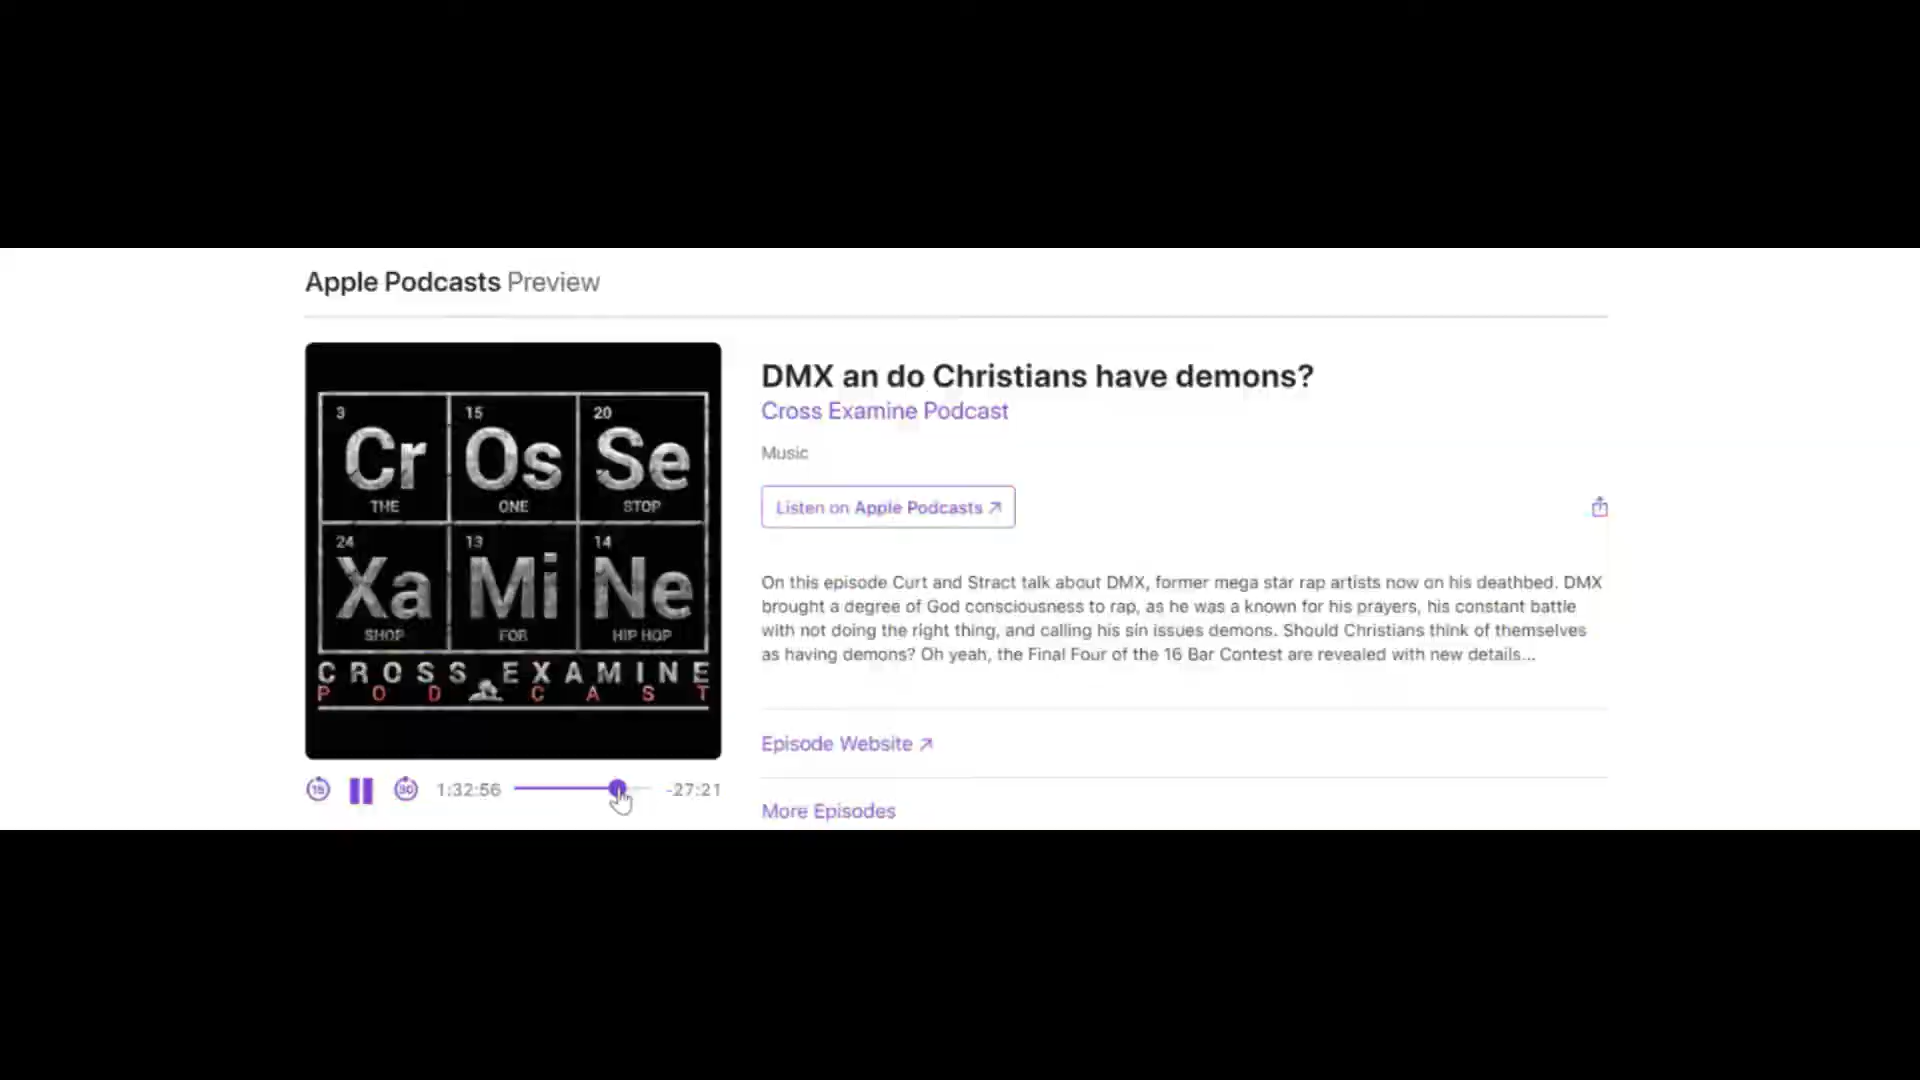 Apple Podcasts Preview
3 15 20
Cr Os Se
THE ONE STOP
24 13 14
Xa Mi Ne
SHOP FOR HIP HOP
CROSS EXAMINE
PODCAST
15 30 1:32:56 -27:21
DMX an do Christians have demons?
Cross Examine Podcast
Music
Listen on Apple Podcasts ↗
On this episode Curt and Stract talk about DMX, former mega star rap artists now on his deathbed. DMX
brought a degree of God consciousness to rap, as he was a known for his prayers, his constant battle
with not doing the right thing, and calling his sin issues demons. Should Christians think of themselves
as having demons? Oh yeah, the Final Four of the 16 Bar Contest are revealed with new details...
Episode Website ↗
More Episodes